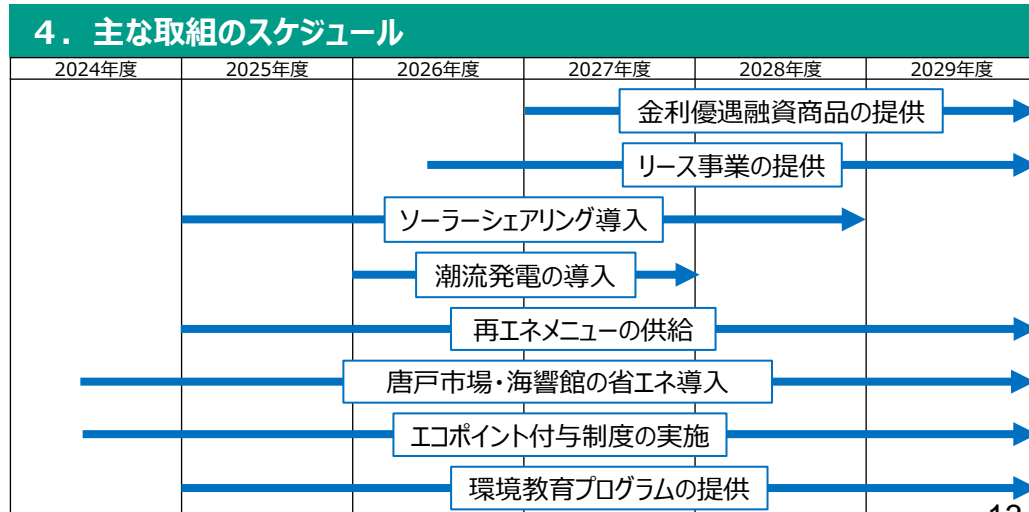 ４．主な取組のスケジュール
2024年度 2025年度 2026年度 2027年度 2028年度 2029年度
金利優遇融資商品の提供
リース事業の提供
ソーラーシェアリング導入
潮流発電の導入
再エネメニューの供給
唐戸市場・海響館の省エネ導入
エコポイント付与制度の実施
環境教育プログラムの提供